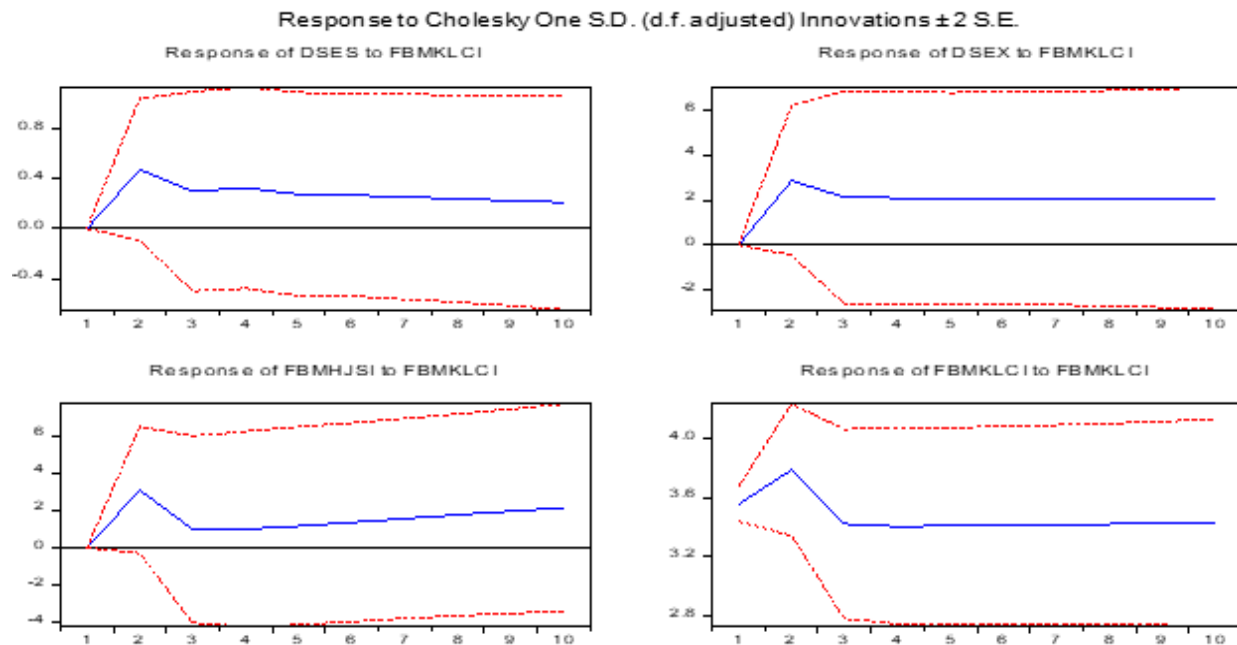 Response to Cholesky One S.D. (d.f. adjusted) Innovations ± 2 S.E.
Response of DSES to FBMKLCI
0.8
0.4
0.0
-0.4
1 2 3 4 5 6 7 8 9 10
Response of DSEX to FBMKLCI
6
4
2
0
-2
1 2 3 4 5 6 7 8 9 10
Response of FBMHJSI to FBMKLCI
6
4
2
0
-2
-4
1 2 3 4 5 6 7 8 9 10
Response of FBMKLCI to FBMKLCI
4.0
3.6
3.2
2.8
1 2 3 4 5 6 7 8 9 10